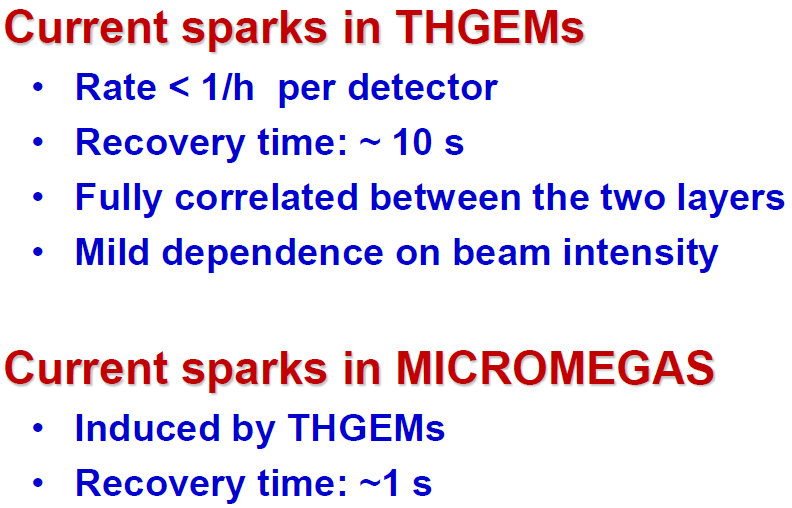 Current sparks in THGEMs
• Rate < 1/h per detector
• Recovery time: ~ 10 s
• Fully correlated between the two layers
• Mild dependence on beam intensity
Current sparks in MICROMEGAS
• Induced by THGEMs
• Recovery time: ~1 s